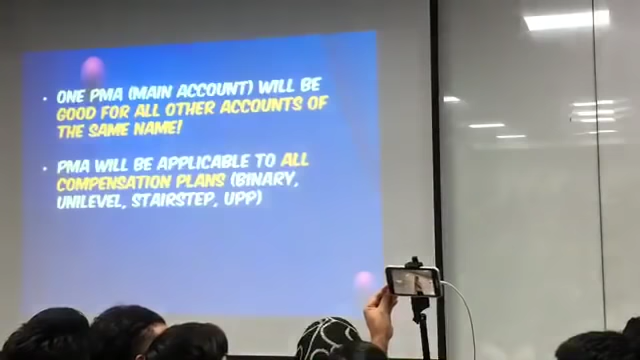 • ONE PMA (MAIN ACCOUNT) WILL BE
GOOD FOR ALL OTHER ACCOUNTS OF
THE SAME NAME!
• PMA WILL BE APPLICABLE TO ALL
COMPENSATION PLANS (BINARY,
UNILEVEL, STAIRSTEP, UPP)